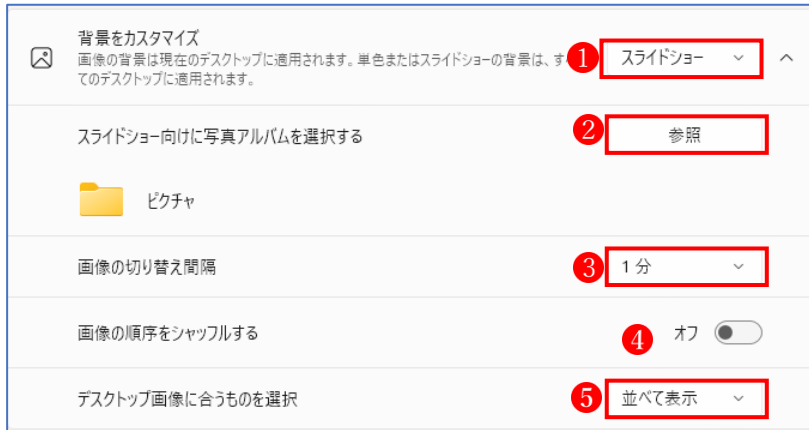 背景をカスタマイズ
画像の背景は現在のデスクトップに適用されます。単色またはスライドショーの背景は、す
てのデスクトップに適用されます。
1 スライドショー
スライドショー向けに写真アルバムを選択する
2 参照
ピクチャ
画像の切り替え間隔
3 1 分
画像の順序をシャッフルする
4 オフ
デスクトップ画像に合うものを選択
5 並べて表示